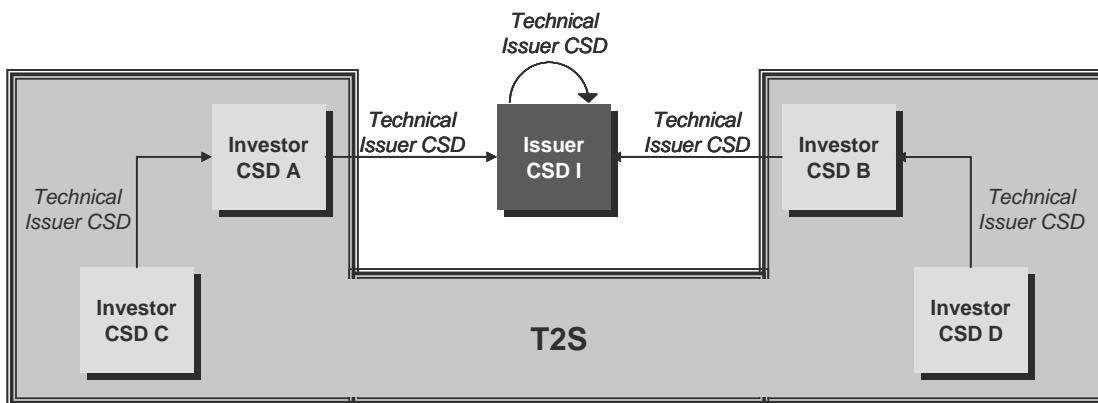 Technical
Issuer CSD
Technical
Issuer CSD
Technical
Issuer CSD
Investor
CSD A
Issuer
CSD I
Investor
CSD B
Technical
Issuer CSD
Technical
Issuer CSD
Investor
CSD C
Investor
CSD D
T2S